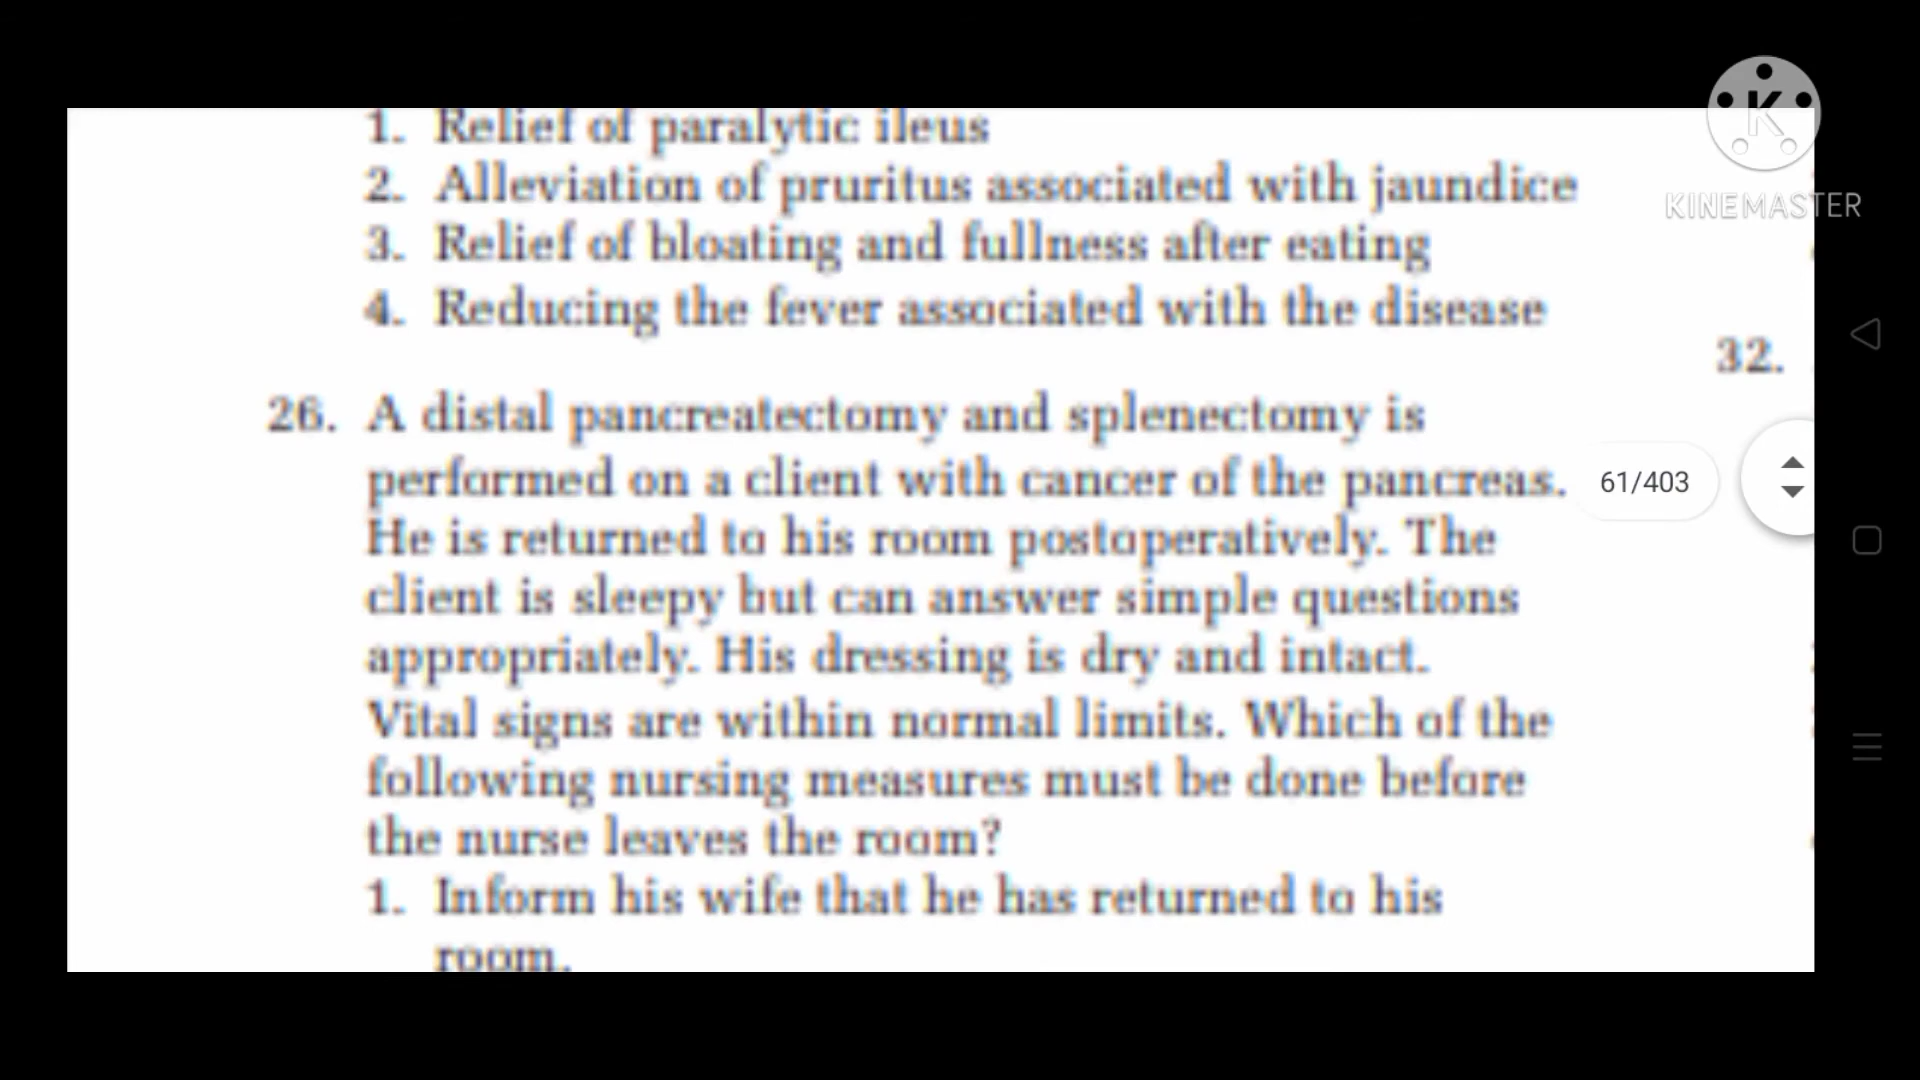 1. Relief of paralytic ileus
2. Alleviation of pruritus associated with jaundice
3. Relief of bloating and fullness after eating
4. Reducing the fever associated with the disease
26. A distal pancreatectomy and splenectomy is
performed on a client with cancer of the pancreas.
He is returned to his room postoperatively. The
client is sleepy but can answer simple questions
appropriately. His dressing is dry and intact.
Vital signs are within normal limits. Which of the
following nursing measures must be done before
the nurse leaves the room?
1. Inform his wife that he has returned to his
room.
32.
61/403
K
KINEMASTER